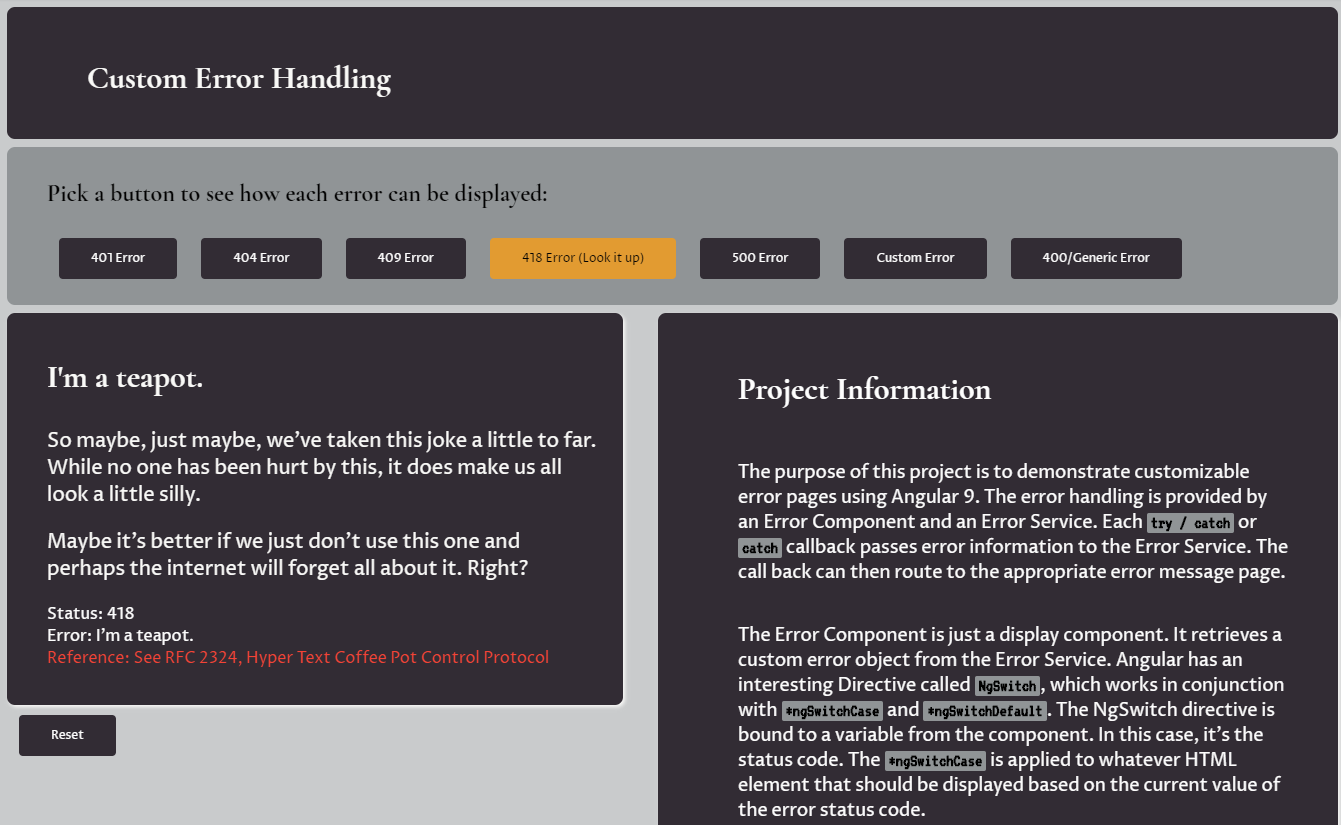 Custom Error Handling
Pick a button to see how each error can be displayed:
401 Error
404 Error
409 Error
418 Error (Look it up)
500 Error
Custom Error
400/Generic Error
I'm a teapot.
So maybe, just maybe, we’ve taken this joke a little to far.
While no one has been hurt by this, it does make us all
look a little silly.
Maybe it’s better if we just don’t use this one and
perhaps the internet will forget all about it. Right?
Status: 418
Error: I’m a teapot.
Reference: See RFC 2324, Hyper Text Coffee Pot Control Protocol
Reset
Project Information
The purpose of this project is to demonstrate customizable
error pages using Angular 9. The error handling is provided by
an Error Component and an Error Service. Each try / catch or
catch callback passes error information to the Error Service. The
call back can then route to the appropriate error message page.
The Error Component is just a display component. It retrieves a
custom error object from the Error Service. Angular has an
interesting Directive called NgSwitch, which works in conjunction
with *ngSwitchCase and *ngSwitchDefault. The NgSwitch directive is
bound to a variable from the component. In this case, it’s the
status code. The *ngSwitchCase is applied to whatever HTML
element that should be displayed based on the current value of
the error status code.